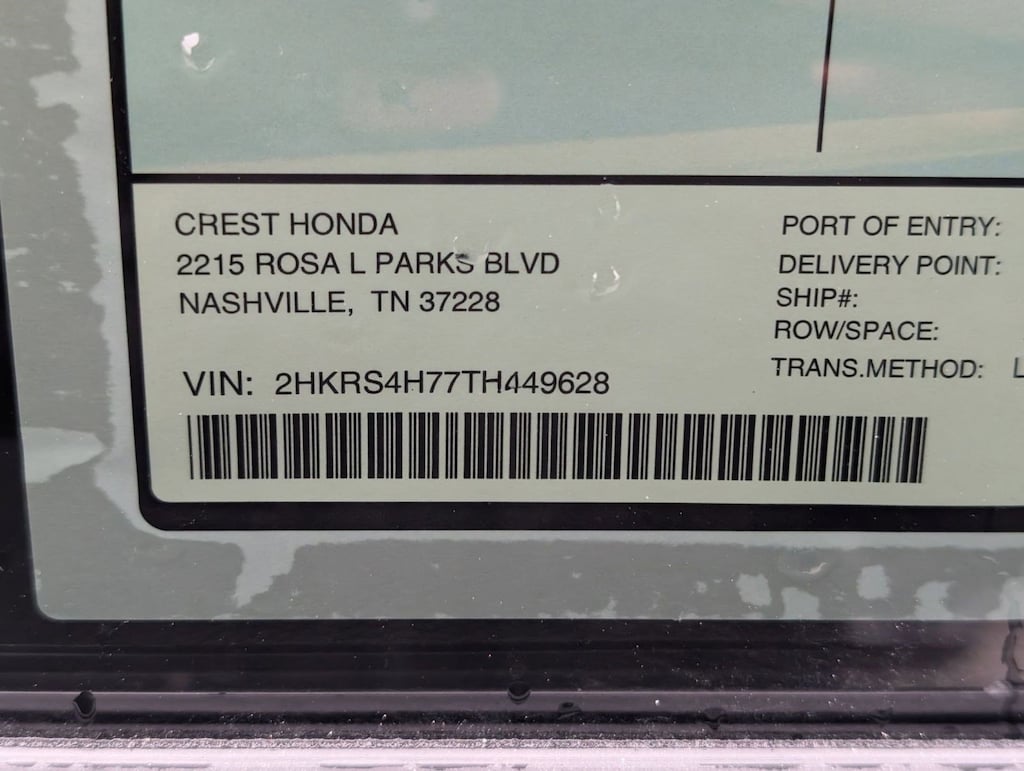 CREST HONDA
2215 ROSA L PARKS BLVD
NASHVILLE, TN 37228
VIN: 2HKRS4H77TH449628
PORT OF ENTRY:
DELIVERY POINT:
SHIP#:
ROW/SPACE:
TRANS.METHOD: